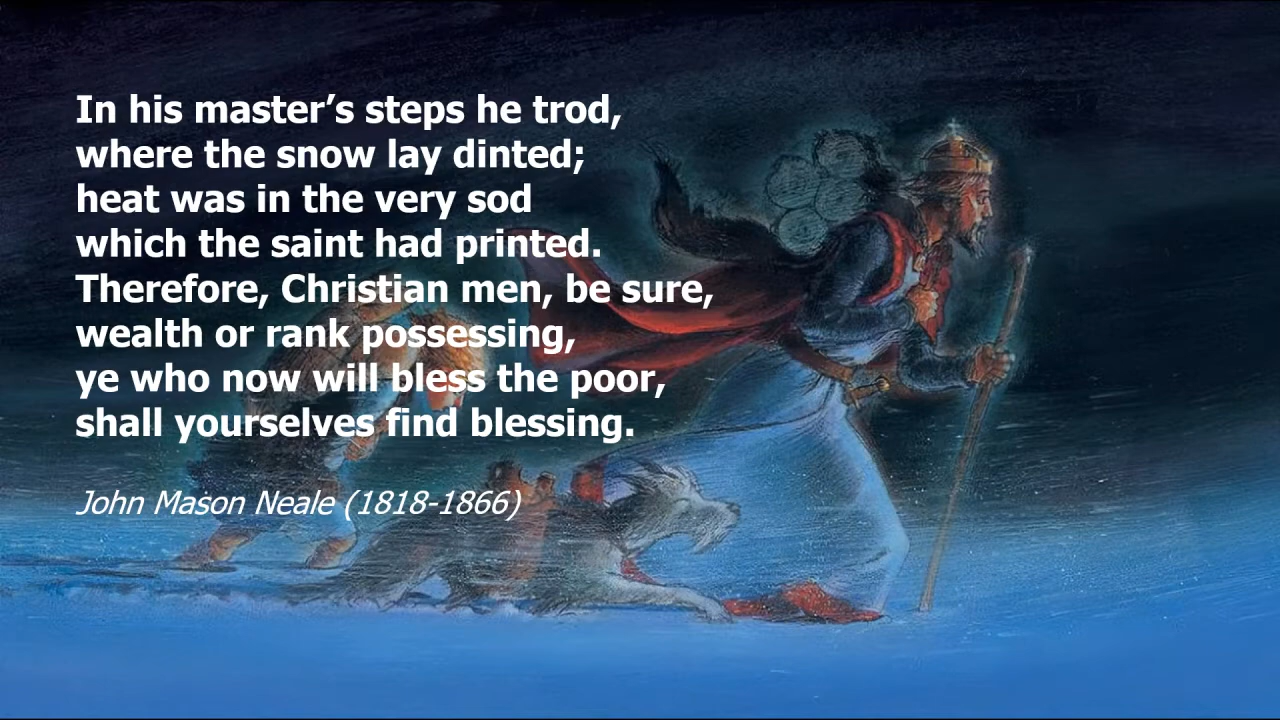 In his master’s steps he trod,
where the snow lay dinted;
heat was in the very sod
which the saint had printed.
Therefore, Christian men, be sure,
wealth or rank possessing,
ye who now will bless the poor,
shall yourselves find blessing.
John Mason Neale (1818-1866)